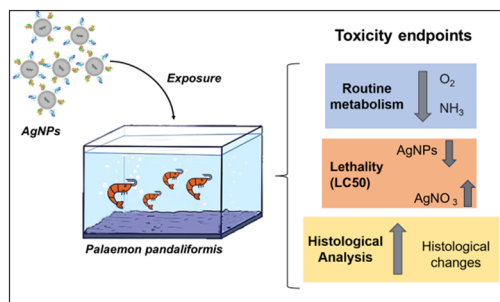 AgNPs
Exposure
Palaemon pandaliformis
Toxicity endpoints
Routine
metabolism
O₂
NH₃
Lethality
(LC50)
AgNPs
AgNO₃
Histological
Analysis
Histological
changes